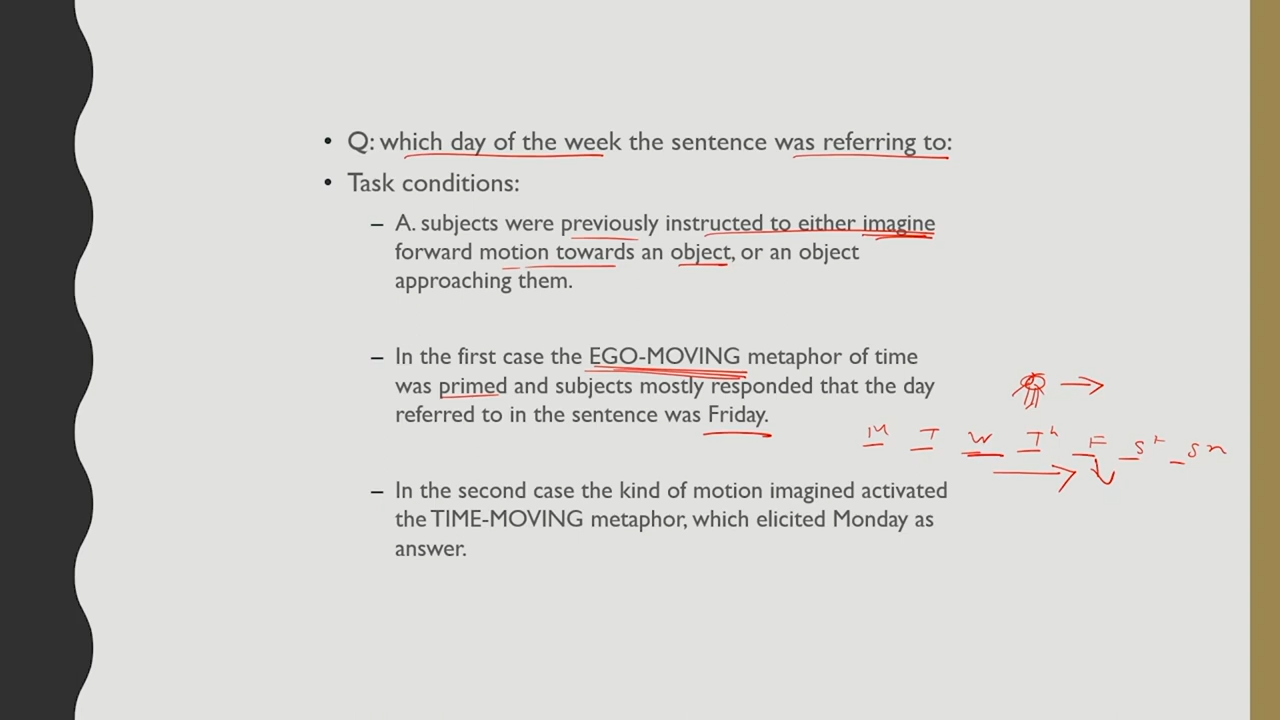 • Q: which day of the week the sentence was referring to:
• Task conditions:
– A. subjects were previously instructed to either imagine
forward motion towards an object, or an object
approaching them.
– In the first case the EGO-MOVING metaphor of time
was primed and subjects mostly responded that the day
referred to in the sentence was Friday.
M T W Th F St Sn
– In the second case the kind of motion imagined activated
the TIME-MOVING metaphor, which elicited Monday as
answer.